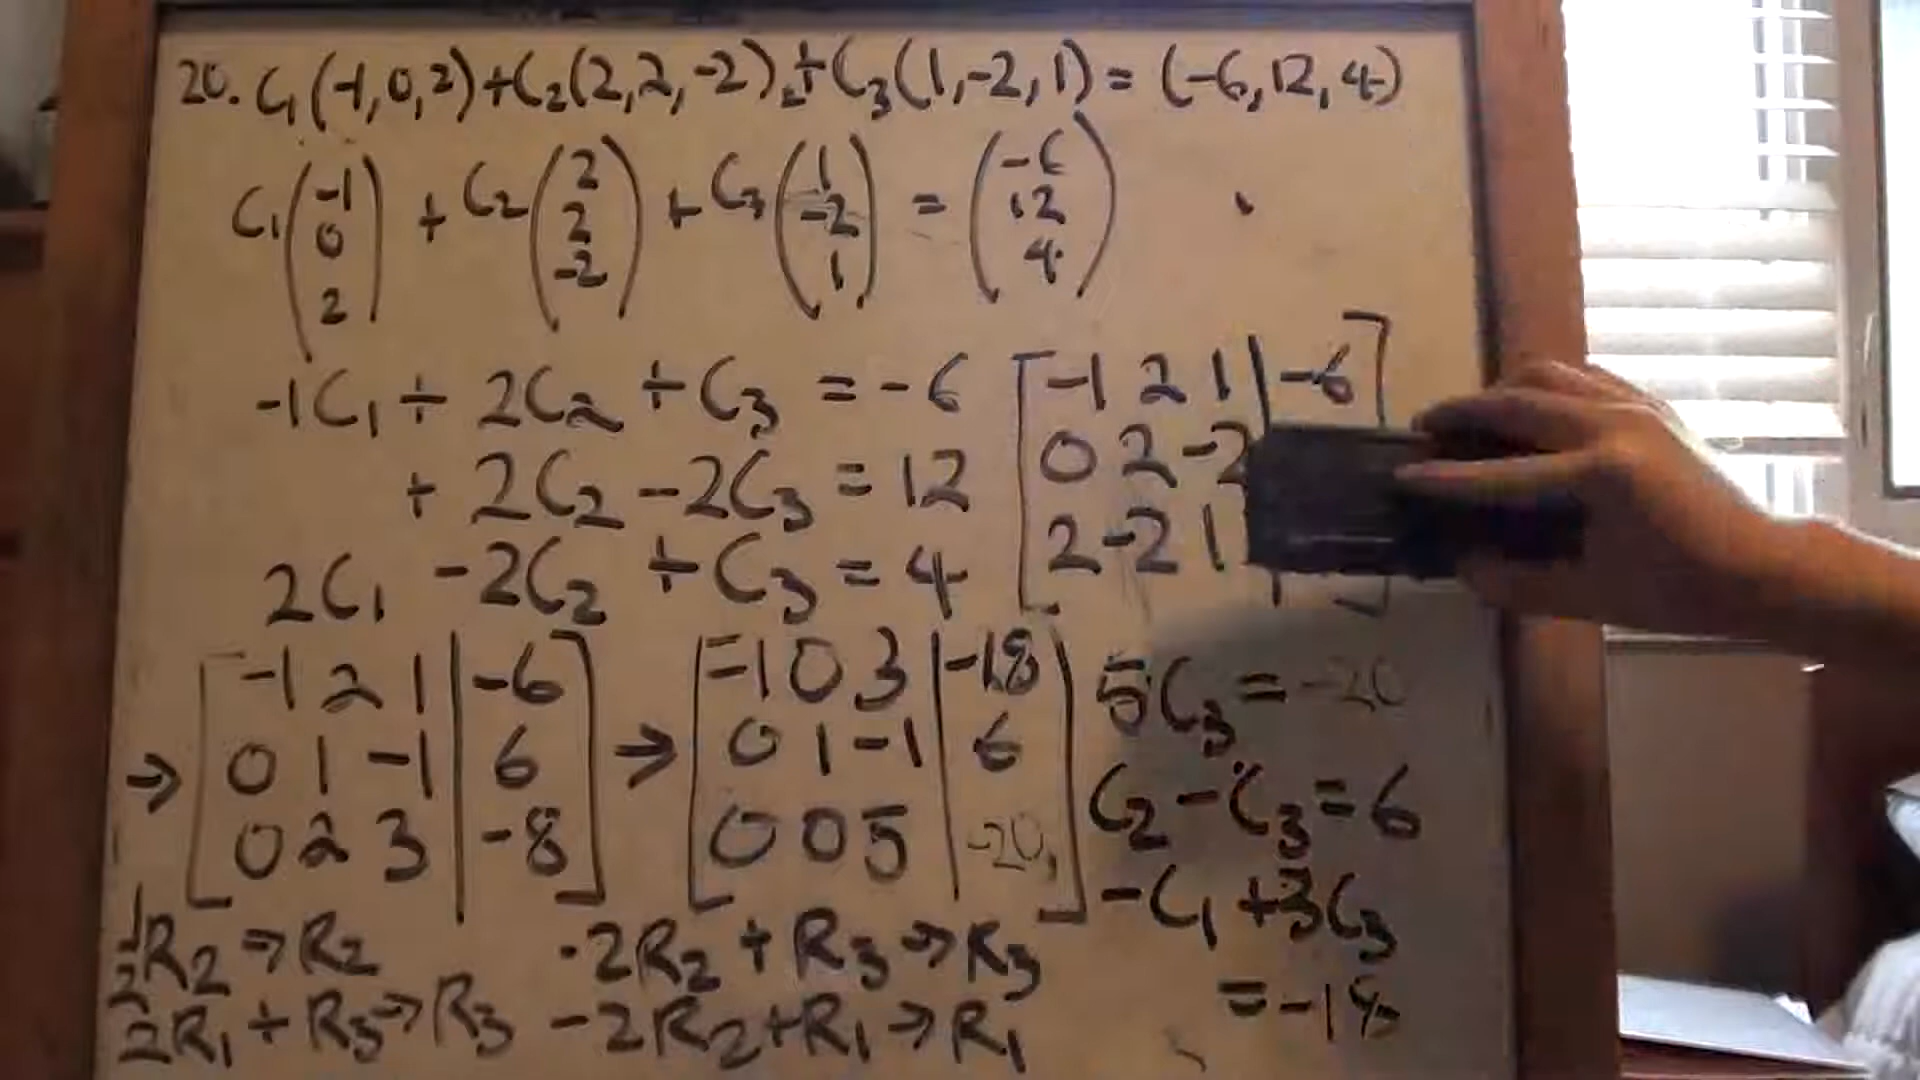 20. C₁(-1,0,2)+C₂(2,2,-2)+C₃(1,-2,1)=(-6,12,4)
C₁(-1 0 2) + C₂(2 2 -2) + C₃(1 -2 1) = (-6 12 4)
-1C₁ + 2C₂ + C₃ = -6
+ 2C₂ - 2C₃ = 12
2C₁ - 2C₂ + C₃ = 4
[-1 2 1 | -6]
0 2 -2
2 -2 1
→ [-1 2 1 | -6]
0 1 -1 | 6
0 2 3 | -8
→ [-1 0 3 | -18]
0 1 -1 | 6
0 0 5 | -20
5C₃ = -20
C₂ - C₃ = 6
-C₁ + 3C₃
= -18
½R₂ → R₂
2R₁ + R₃ → R₃
-2R₂ + R₃ → R₃
-2R₂ + R₁ → R₁